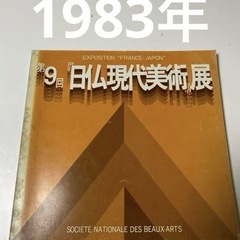 1983年
EXPOSITION "FRANCE-JAPON"
第9回『日仏現代美術』展
SOCIÉTÉ NATIONALE DES BEAUX-ARTS